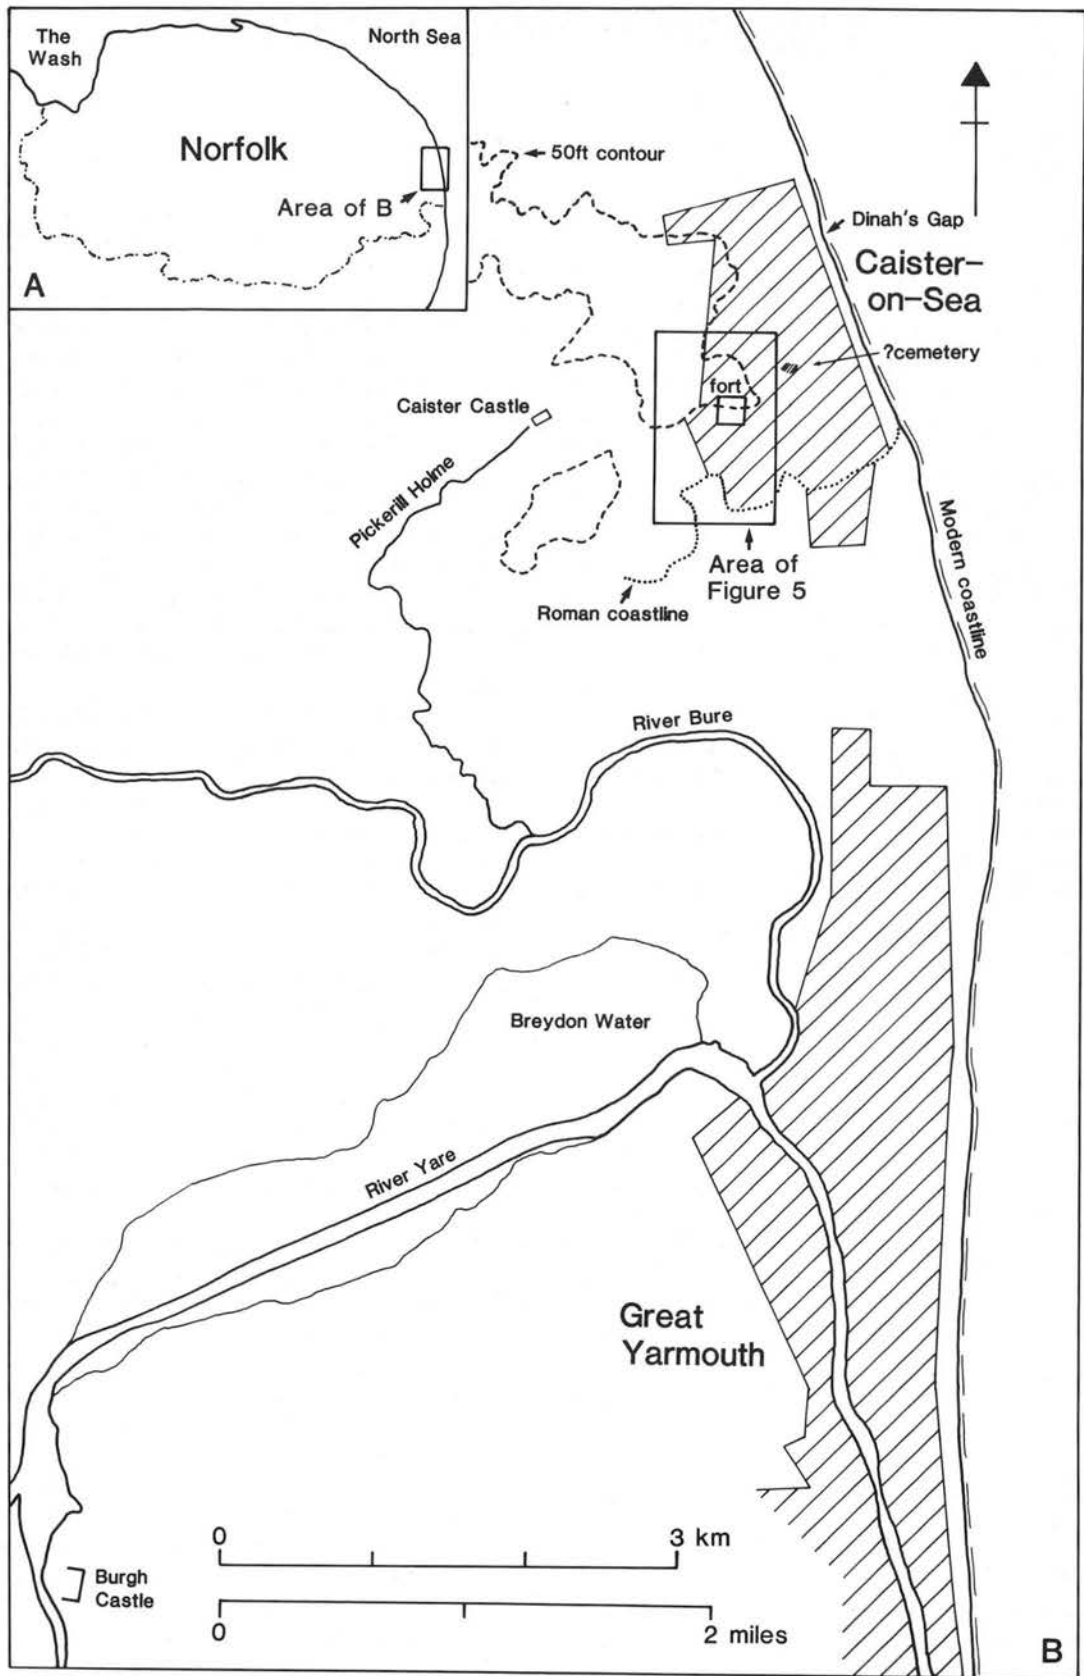 The
Wash
North Sea
Norfolk
Area of B
A
50ft contour
Dinah's Gap
Caister-
on-Sea
?cemetery
fort
Caister Castle
Pickerill Holme
Modern coastline
Area of
Figure 5
Roman coastline
River Bure
Breydon Water
River Yare
Great
Yarmouth
0
3 km
Burgh
Castle
0
2 miles
B